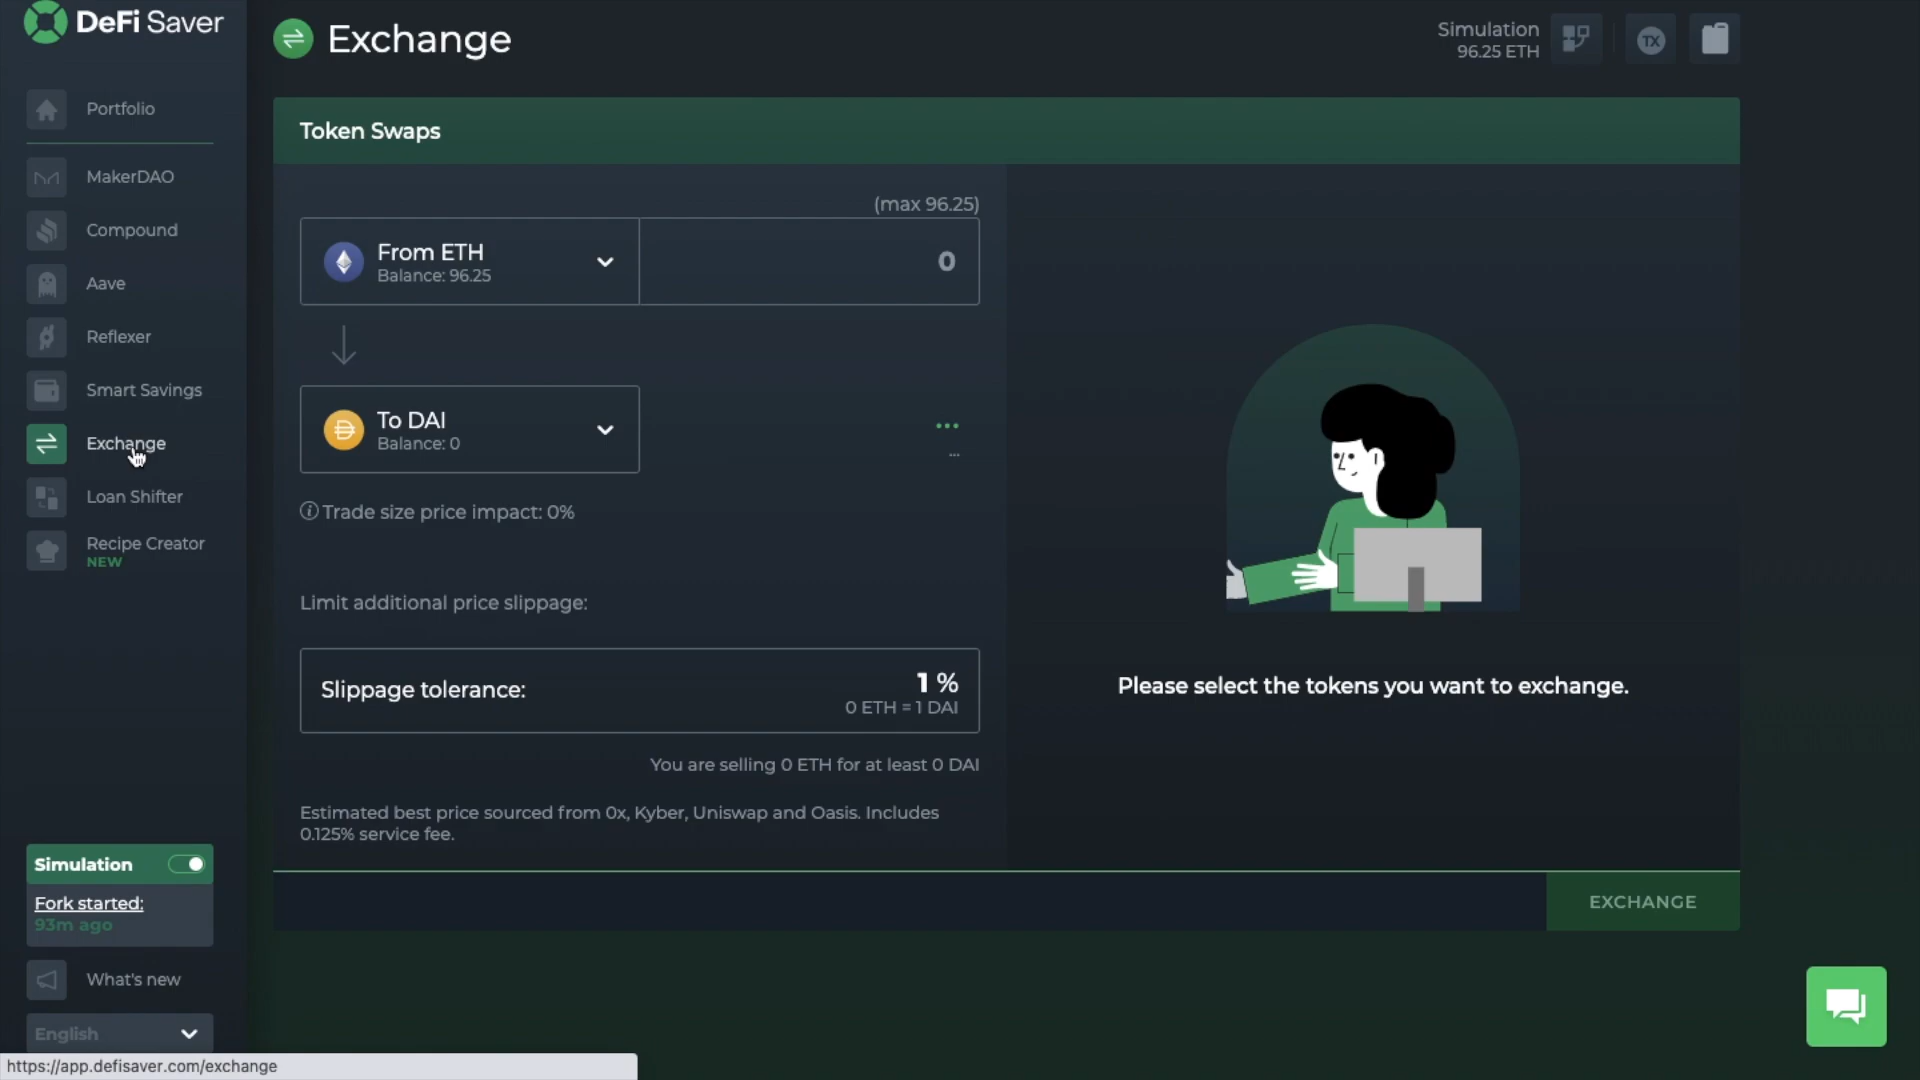 DeFi Saver
Exchange
Simulation
96.25 ETH
TX
Portfolio
MakerDAO
Compound
Aave
Reflexer
Smart Savings
Exchange
Loan Shifter
Recipe Creator
NEW
Simulation
Fork started:
93m ago
What's new
English
Token Swaps
(max 96.25)
From ETH
Balance: 96.25
0
To DAI
Balance: 0
...
...
Trade size price impact: 0%
Limit additional price slippage:
Slippage tolerance:
1 %
0 ETH = 1 DAI
You are selling 0 ETH for at least 0 DAI
Estimated best price sourced from 0x, Kyber, Uniswap and Oasis. Includes
0.125% service fee.
Please select the tokens you want to exchange.
EXCHANGE
https://app.defisaver.com/exchange